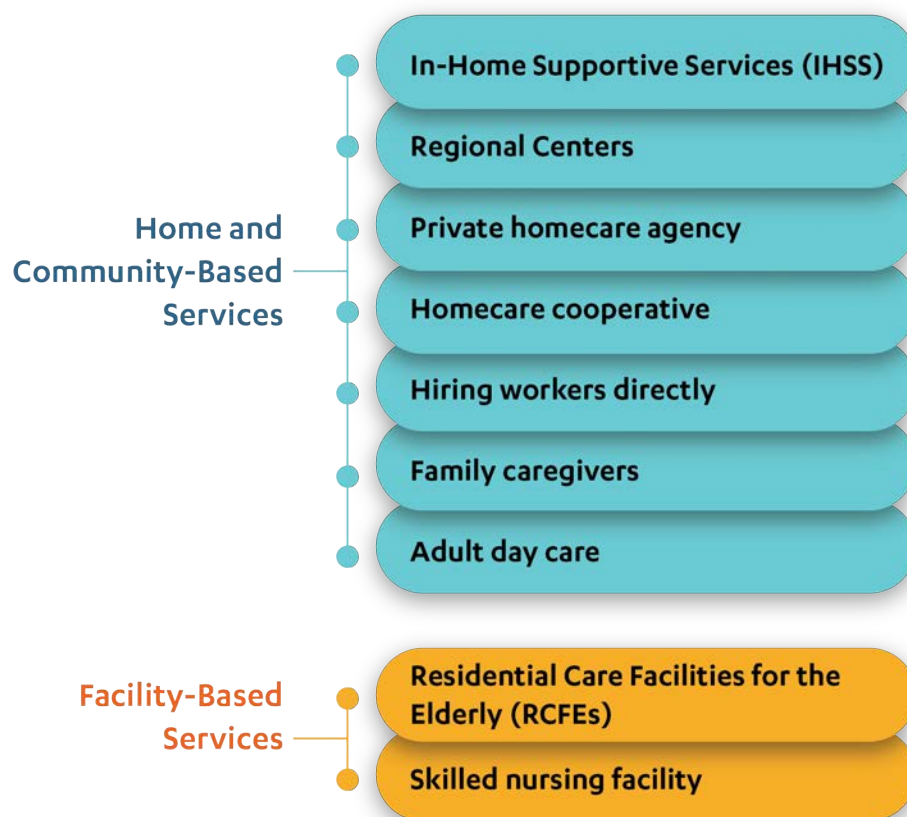 Home and
Community-Based
Services
In-Home Supportive Services (IHSS)
Regional Centers
Private homecare agency
Homecare cooperative
Hiring workers directly
Family caregivers
Adult day care
Facility-Based
Services
Residential Care Facilities for the
Elderly (RCFEs)
Skilled nursing facility